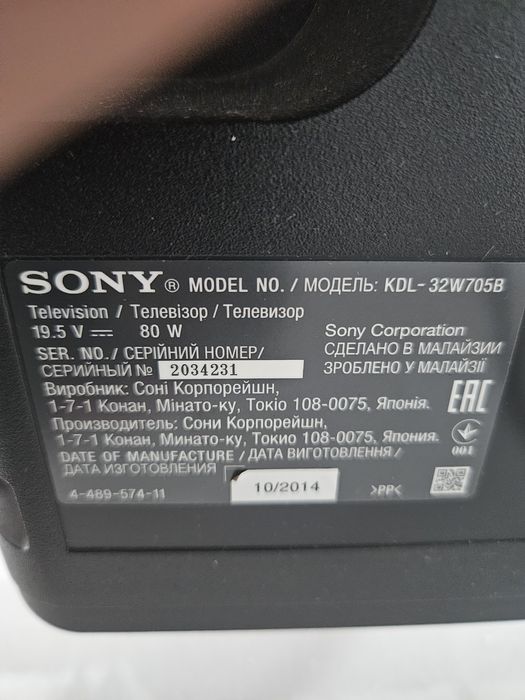 SONY® MODEL NO. / МОДЕЛЬ: KDL-32W705B
Television / Телевізор / Телевизор
19.5 V ⎓ 80 W
Sony Corporation
SER. NO./ СЕРІЙНИЙ НОМЕР/
СЕРИЙНЫЙ № 2034231
СДЕЛАНО В МАЛАЙЗИИ
ЗРОБЛЕНО У МАЛАЙЗІЇ
Виробник: Соні Корпорейшн,
1-7-1 Конан, Мінато-ку, Токіо 108-0075, Японія.
Производитель: Сони Корпорейшн,
1-7-1 Конан, Минато-ку, Токио 108-0075, Япония.
EAC
001
DATE OF MANUFACTURE / ДАТА ВИГОТОВЛЕННЯ /
ДАТА ИЗГОТОВЛЕНИЯ
10/2014
4-489-574-11
>PP<